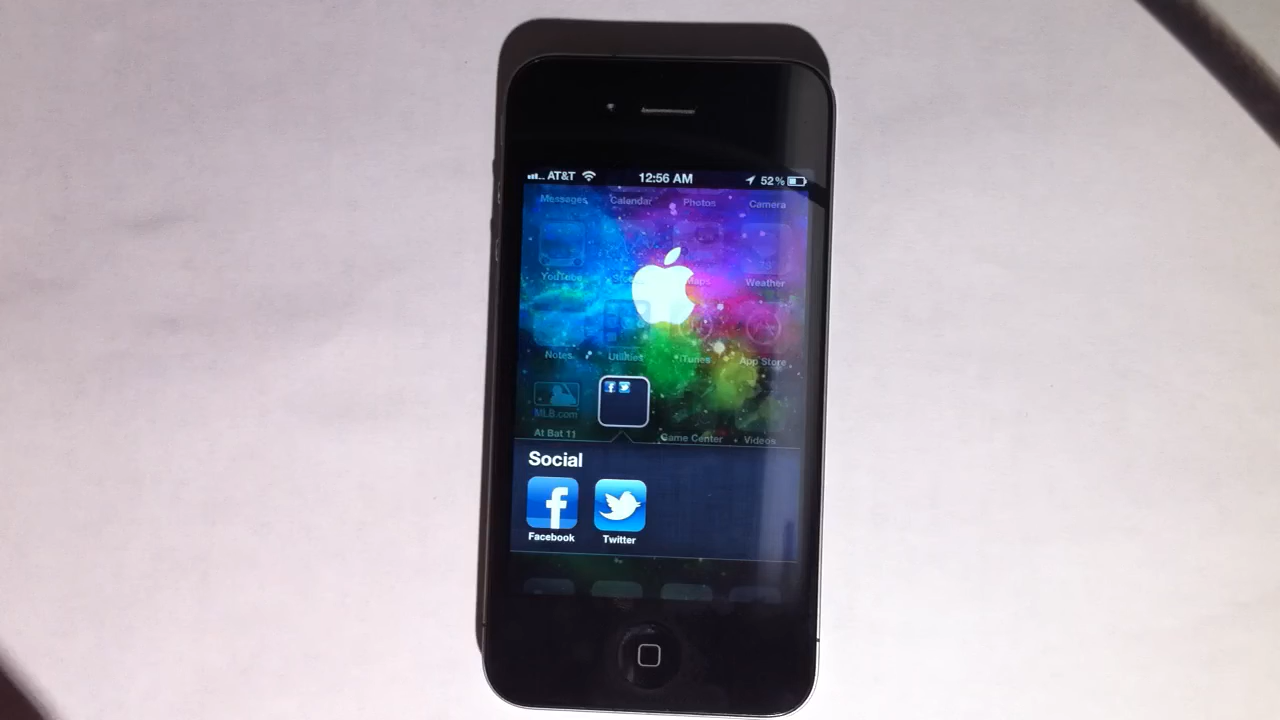 AT&T 12:56 AM 52%
Messages Calendar Photos Camera
YouTube Maps Weather
Notes Utilities iTunes App Store
MLB.com
At Bat 11 Game Center Videos
Social
Facebook Twitter